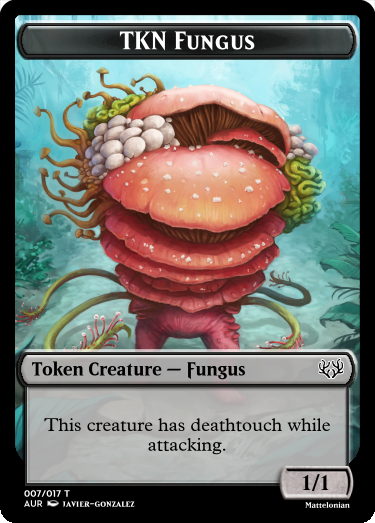 TKN Fungus
Token Creature — Fungus
This creature has deathtouch while
attacking.
1/1
007/017 T
AUR JAVIER-GONZALEZ
Mattelonian